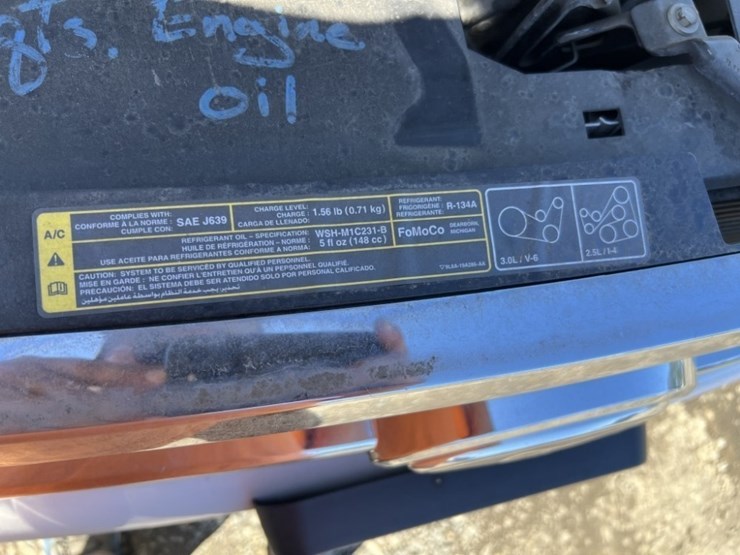 qts. Engine
oil
A/C
COMPLIES WITH:
CONFORME À LA NORME: SAE J639
CUMPLE CON:
CHARGE LEVEL:
CHARGE: 1.56 lb (0.71 kg)
CARGA DE LLENADO:
REFRIGERANT:
FRIGORIGÈNE: R-134A
REFRIGERANTE:
REFRIGERANT OIL - SPECIFICATION: WSH-M1C231-B
HUILE DE RÉFRIGÉRATION - NORME: 5 fl oz (148 cc)
USE ACEITE PARA REFRIGERANTES CONFORME A NORMA:
FoMoCo DEARBORN, MICHIGAN
CAUTION: SYSTEM TO BE SERVICED BY QUALIFIED PERSONNEL.
MISE EN GARDE: NE CONFIER L'ENTRETIEN QU'À UN PERSONNEL QUALIFIÉ.
PRECAUCIÓN: EL SISTEMA DEBE SER ATENDIDO SOLO POR PERSONAL CALIFICADO.
3.0L / V-6
2.5L / I-4